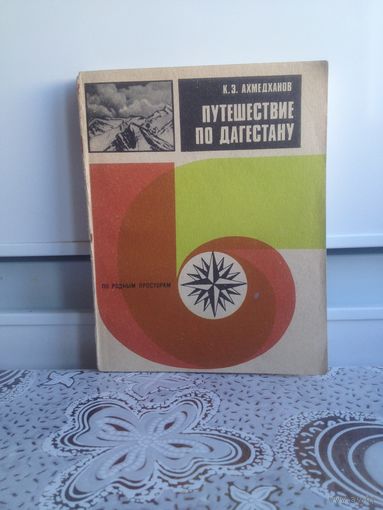 К. З. АХМЕДХАНОВ
ПУТЕШЕСТВИЕ
ПО ДАГЕСТАНУ
ПО РОДНЫМ ПРОСТОРАМ